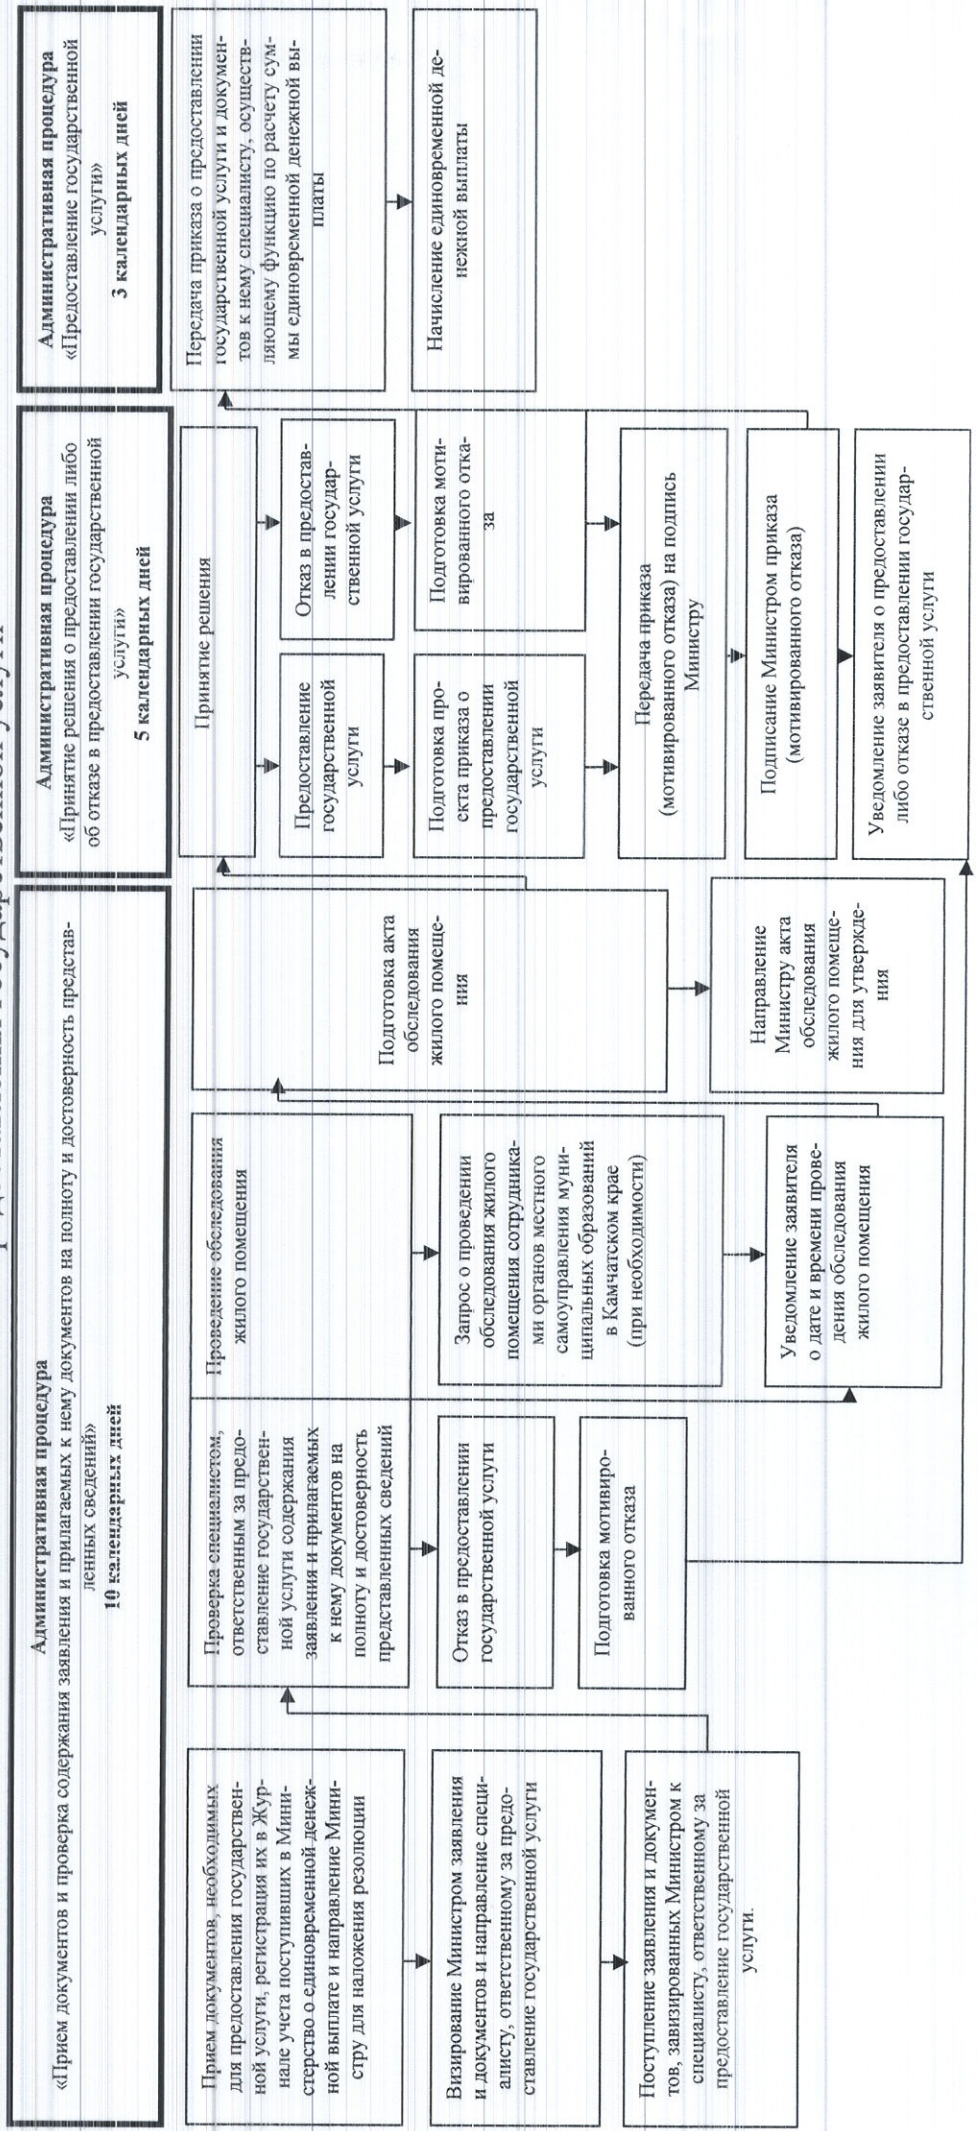 Административная процедура
«Прием документов и проверка содержания заявления и прилагаемых к нему документов на полноту и достоверность представ-
ленных сведений»
10 календарных дней
Административная процедура
«Принятие решения о предоставлении либо
об отказе в предоставлении государственной
услуги»
5 календарных дней
Административная процедура
«Предоставление государственной
услуги»
3 календарных дней
Прием документов, необходимых
для предоставления государствен-
ной услуги, регистрация их в Жур-
нале учета поступивших в Мини-
стерство о единовременной денеж-
ной выплате и направление Мини-
стру для наложения резолюции
Визирование Министром заявления
и документов и направление специ-
алисту, ответственному за предо-
ставление государственной услуги
Поступление заявления и докумен-
тов, завизированных Министром к
специалисту, ответственному за
предоставление государственной
услуги.
Проверка специалистом,
ответственным за предо-
ставление государствен-
ной услуги содержания
заявления и прилагаемых
к нему документов на
полноту и достоверность
представленных сведений
Отказ в предоставлении
государственной услуги
Подготовка мотивиро-
ванного отказа
Проведение обследования
жилого помещения
Запрос о проведении
обследования жилого
помещения сотрудника-
ми органов местного
самоуправления муни-
ципальных образований
в Камчатском крае
(при необходимости)
Уведомление заявителя
о дате и времени прове-
дения обследования
жилого помещения
Подготовка акта
обследования
жилого помеще-
ния
Направление
Министру акта
обследования
жилого помеще-
ния для утвержде-
ния
Принятие решения
Предоставление
государственной
услуги
Отказ в предостав-
лении государ-
ственной услуги
Подготовка про-
екта приказа о
предоставлении
государственной
услуги
Подготовка моти-
вированного отка-
за
Передача приказа
(мотивированного отказа) на подпись
Министру
Подписание Министром приказа
(мотивированного отказа)
Уведомление заявителя о предоставлении
либо отказе в предоставлении государ-
ственной услуги
Передача приказа о предоставлении
государственной услуги и докумен-
тов к нему специалисту, осуществ-
ляющему функцию по расчету сум-
мы единовременной денежной вы-
платы
Начисление единовременной де-
нежной выплаты